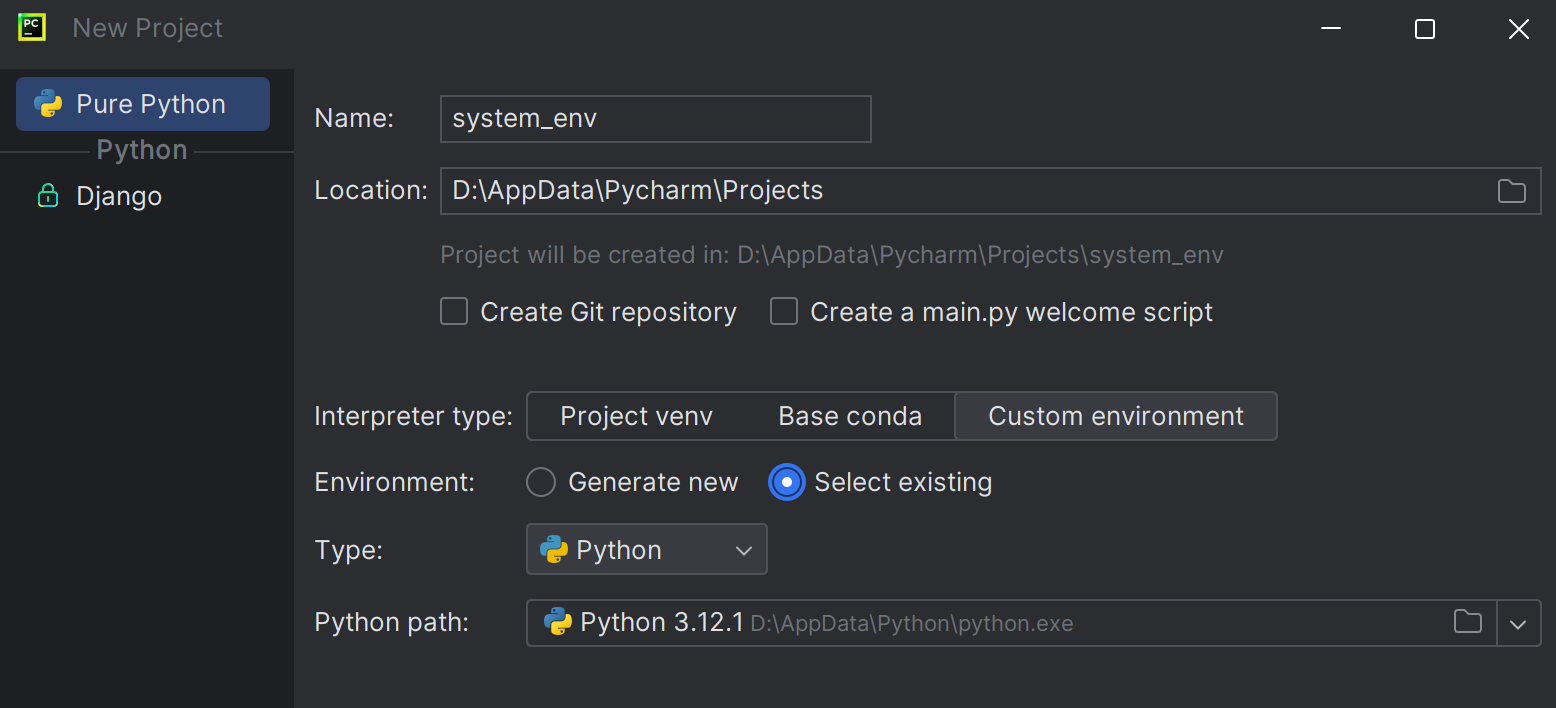 PC New Project
Pure Python
Python
Django
Name: system_env
Location: D:\AppData\Pycharm\Projects
Project will be created in: D:\AppData\Pycharm\Projects\system_env
Create Git repository Create a main.py welcome script
Interpreter type: Project venv Base conda Custom environment
Environment: Generate new Select existing
Type: Python
Python path: Python 3.12.1 D:\AppData\Python\python.exe